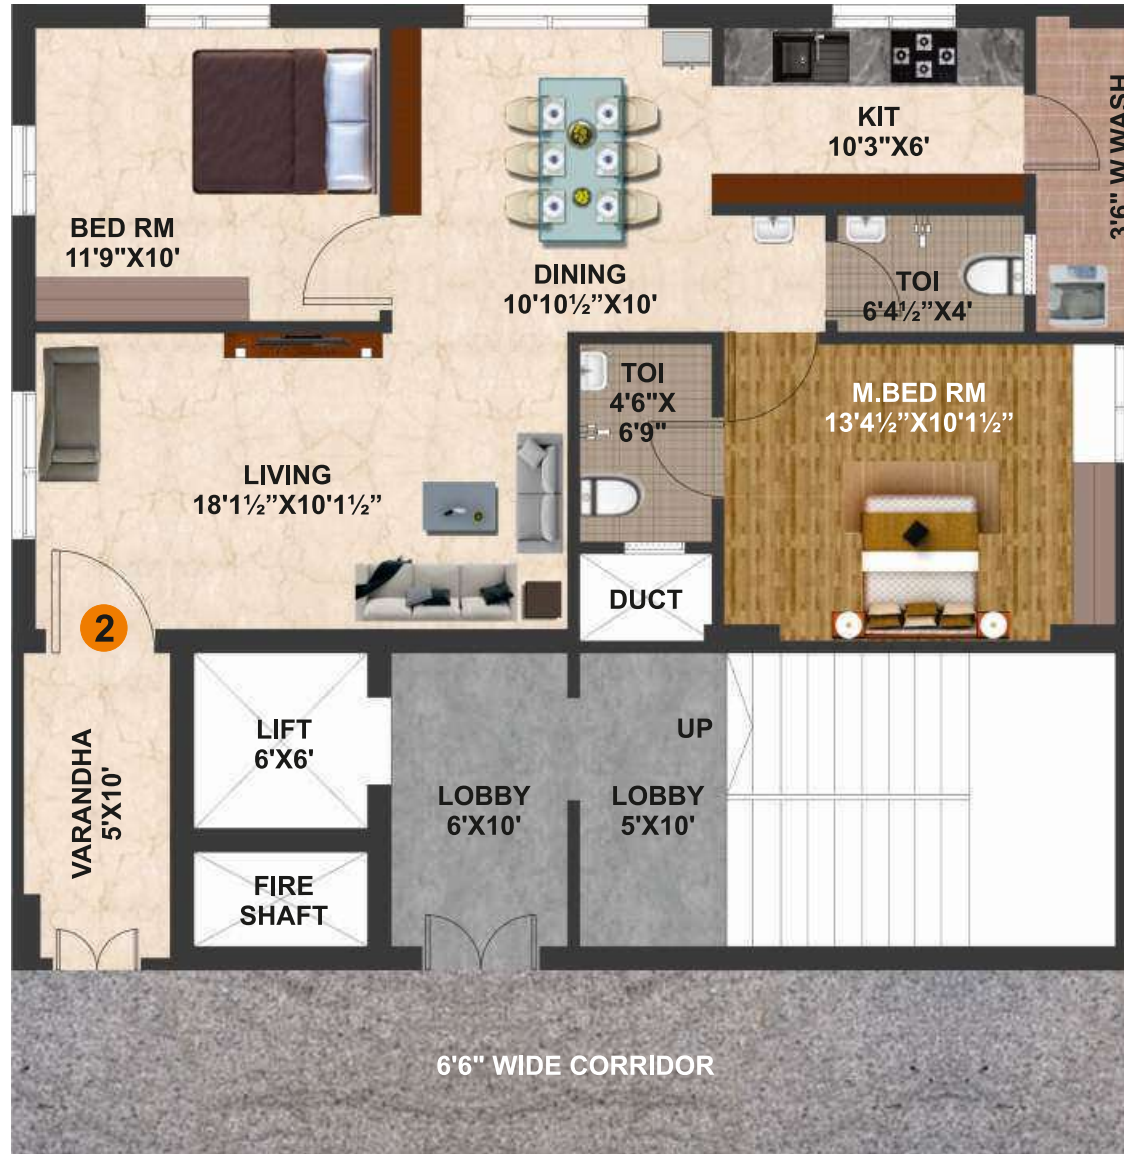 KIT
10'3"X6'
3'6" W WASH
BED RM
11'9"X10'
DINING
10'10½”X10'
TOI
6'4½”X4'
TOI
4'6"X
6'9"
M.BED RM
13'4½”X10'1½”
LIVING
18'1½”X10'1½”
DUCT
2
VARANDHA
5'X10'
LIFT
6'X6'
UP
LOBBY
6'X10'
LOBBY
5'X10'
FIRE
SHAFT
6'6" WIDE CORRIDOR